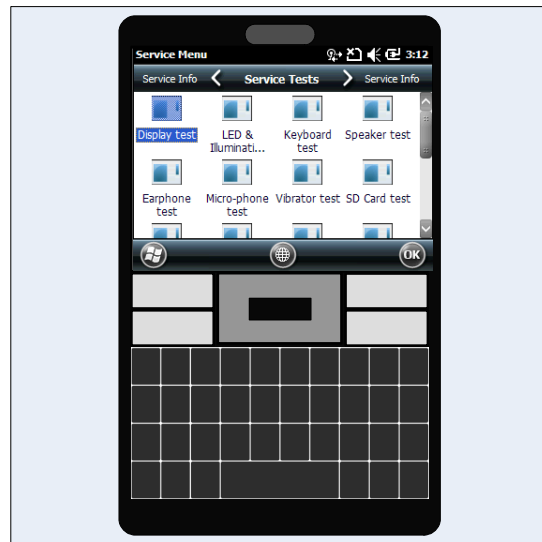 Service Menu 3:12
Service Info Service Tests Service Info
Display test LED & Keyboard Speaker test
Illuminati... test
Earphone Micro-phone Vibrator test SD Card test
test test
OK